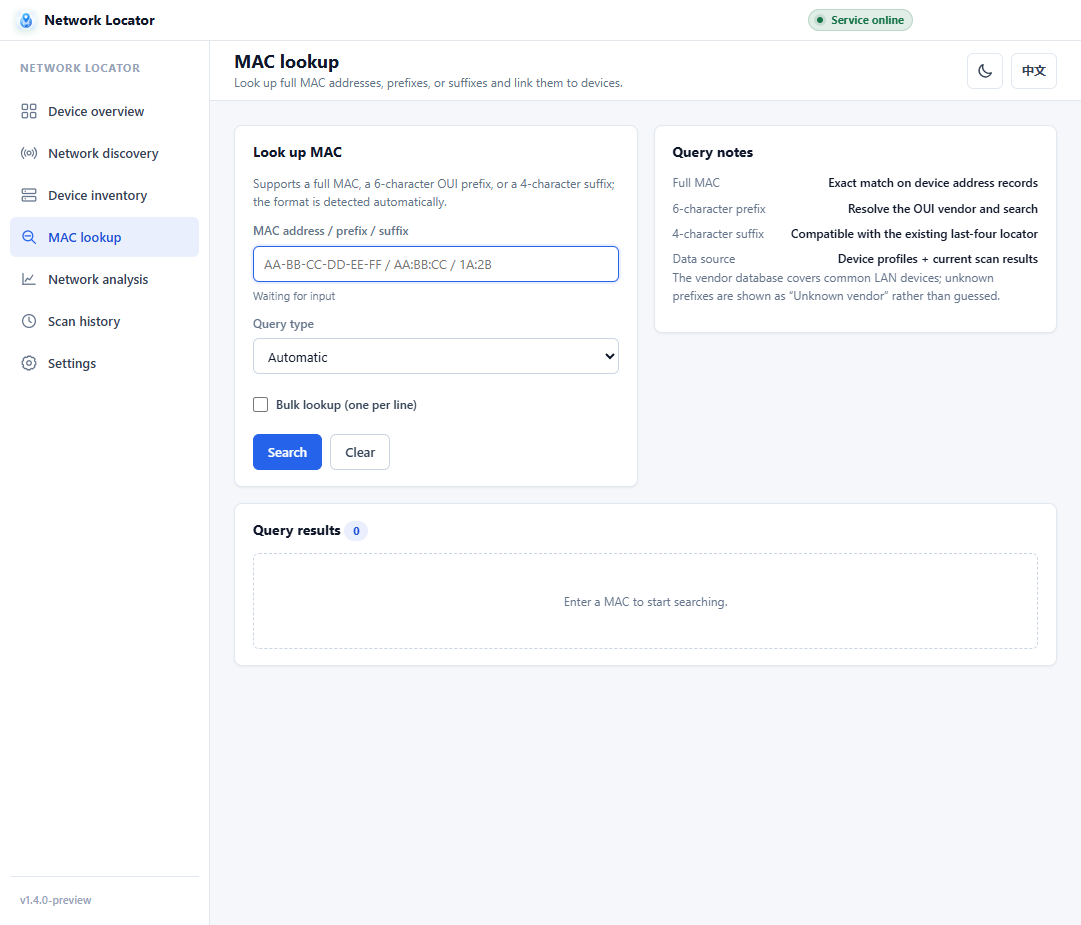 Network Locator
Service online
NETWORK LOCATOR
Device overview
Network discovery
Device inventory
MAC lookup
Network analysis
Scan history
Settings
v1.4.0-preview
MAC lookup
Look up full MAC addresses, prefixes, or suffixes and link them to devices.
中文
Look up MAC
Supports a full MAC, a 6-character OUI prefix, or a 4-character suffix;
the format is detected automatically.
MAC address / prefix / suffix
AA-BB-CC-DD-EE-FF / AA:BB:CC / 1A:2B
Waiting for input
Query type
Automatic
Bulk lookup (one per line)
Search
Clear
Query notes
Full MAC Exact match on device address records
6-character prefix Resolve the OUI vendor and search
4-character suffix Compatible with the existing last-four locator
Data source Device profiles + current scan results
The vendor database covers common LAN devices; unknown
prefixes are shown as “Unknown vendor” rather than guessed.
Query results 0
Enter a MAC to start searching.